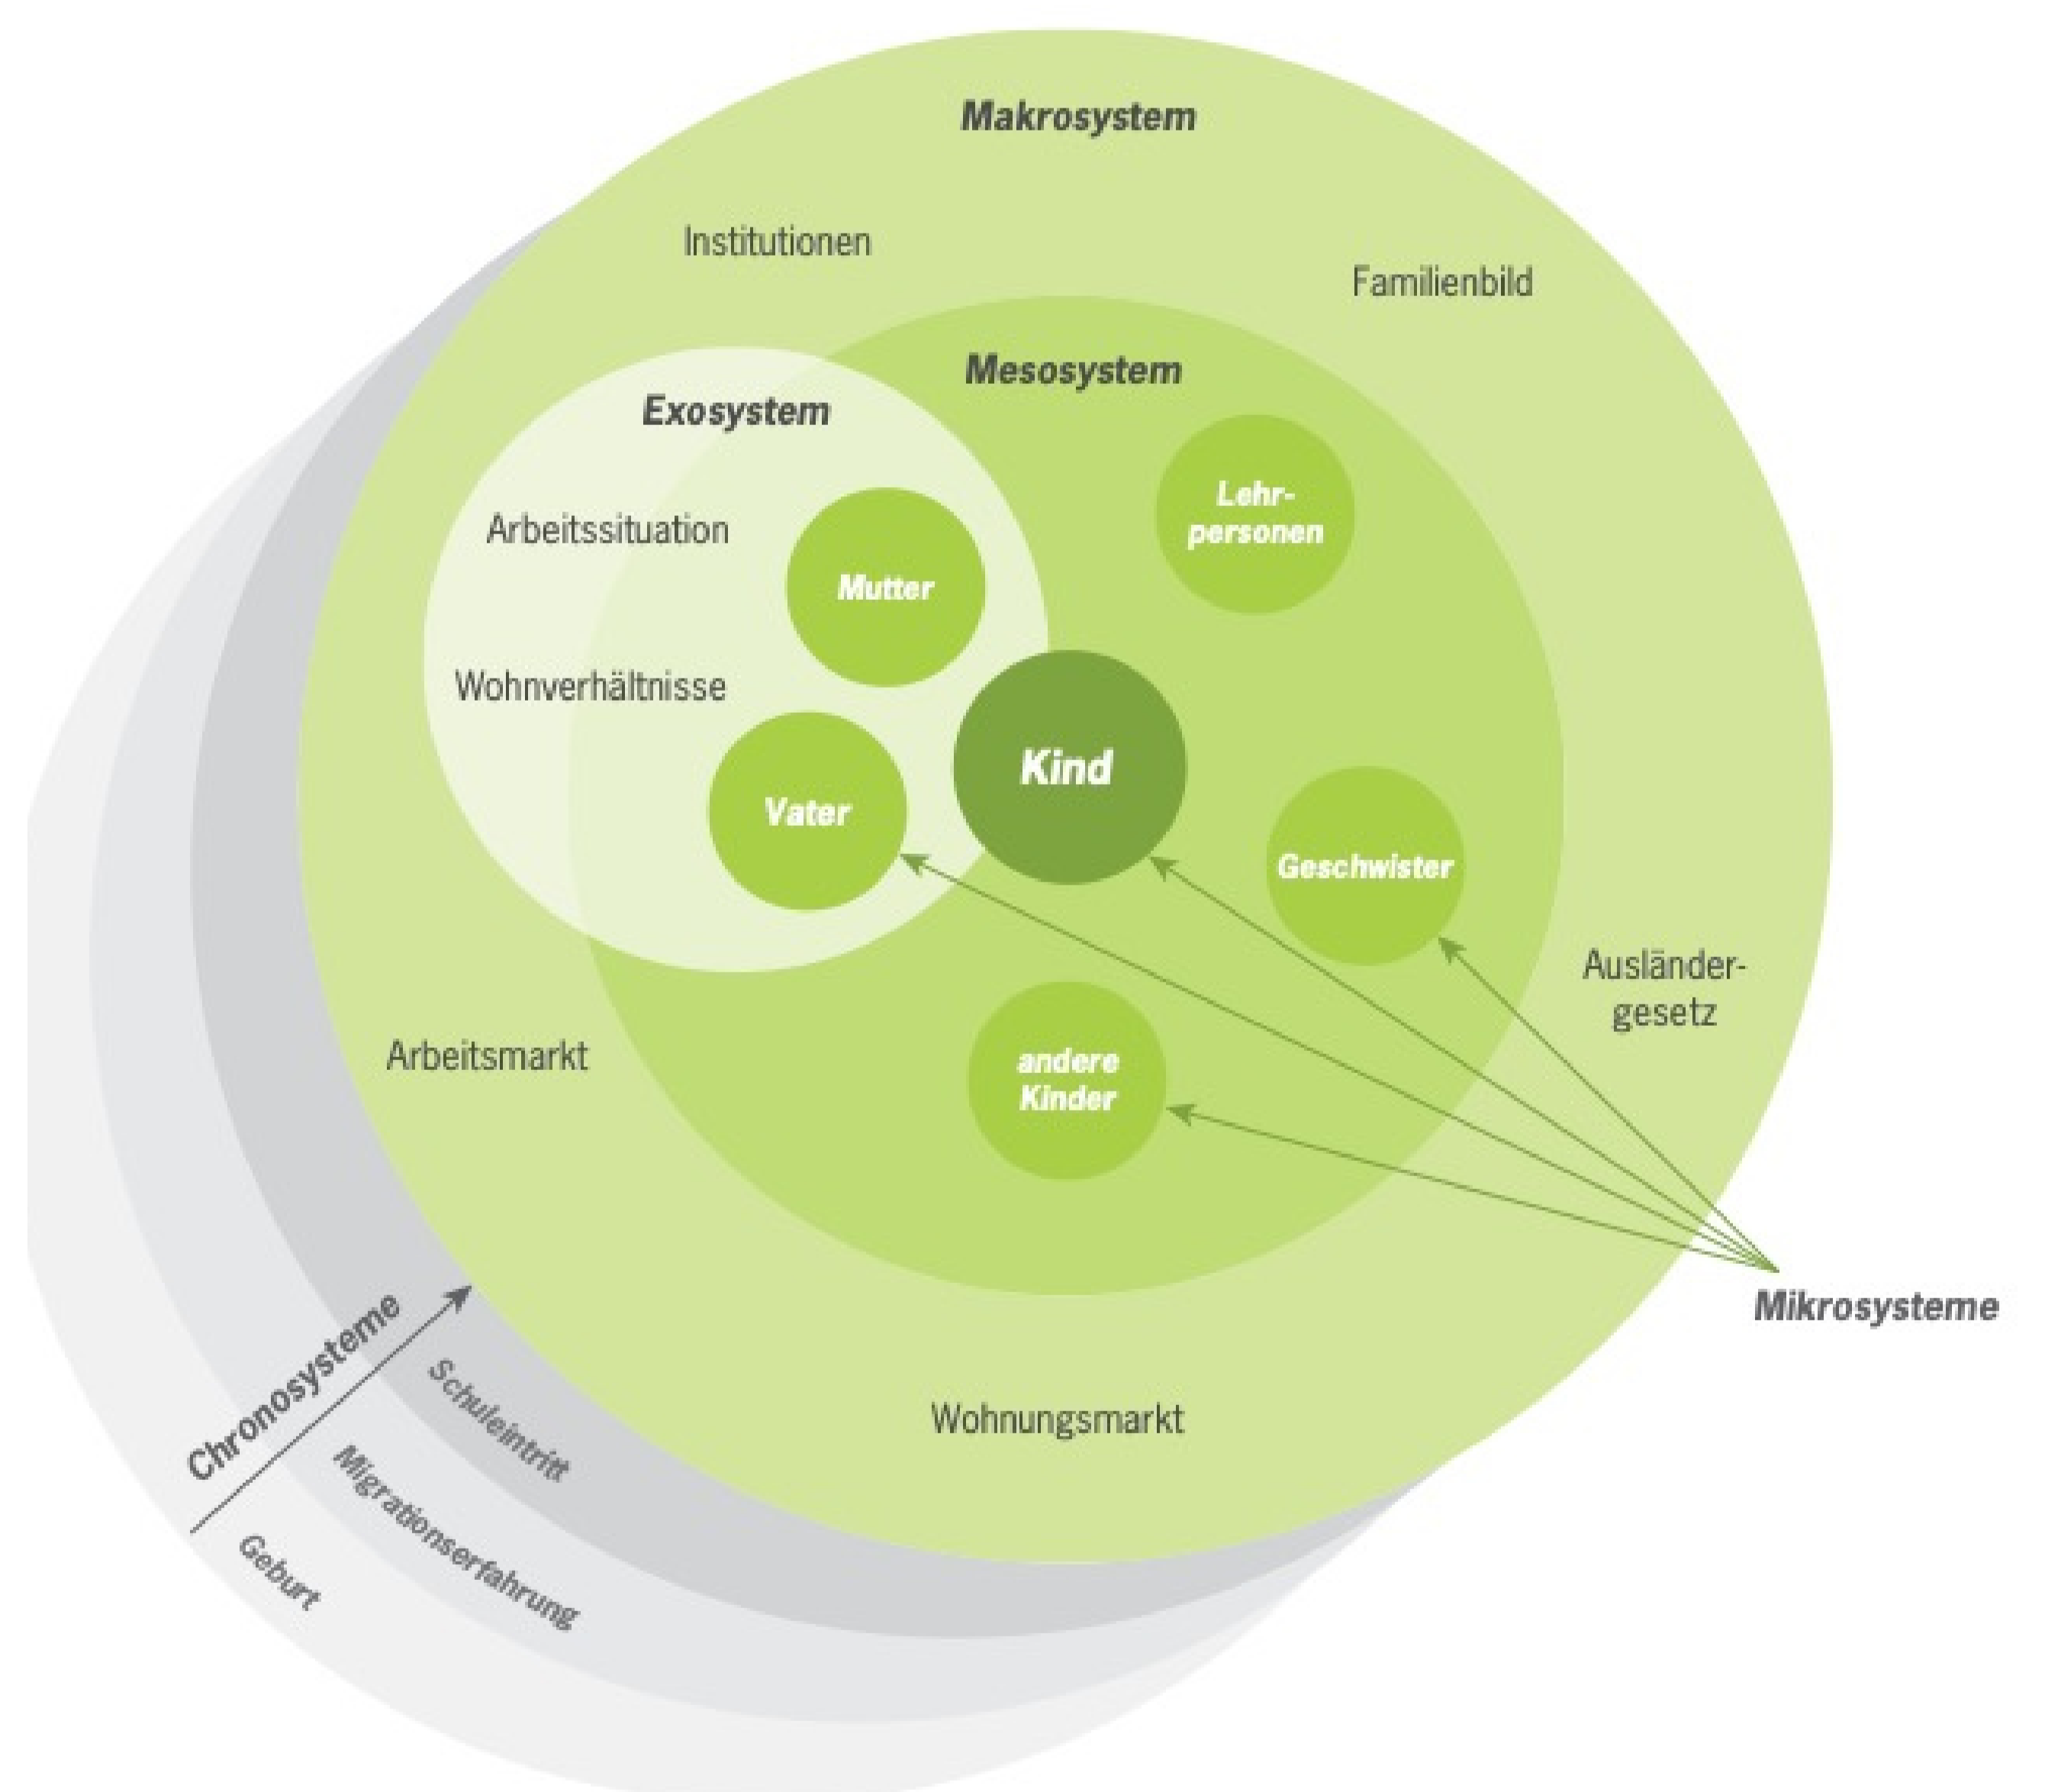 Makrosystem
Institutionen
Familienbild
Mesosystem
Exosystem
Lehr-
personen
Arbeitssituation
Mutter
Wohnverhältnisse
Kind
Vater
Geschwister
Ausländer-
gesetz
andere
Kinder
Arbeitsmarkt
Mikrosysteme
Chronosysteme
Schuleintritt
Wohnungsmarkt
Migrationserfahrung
Geburt